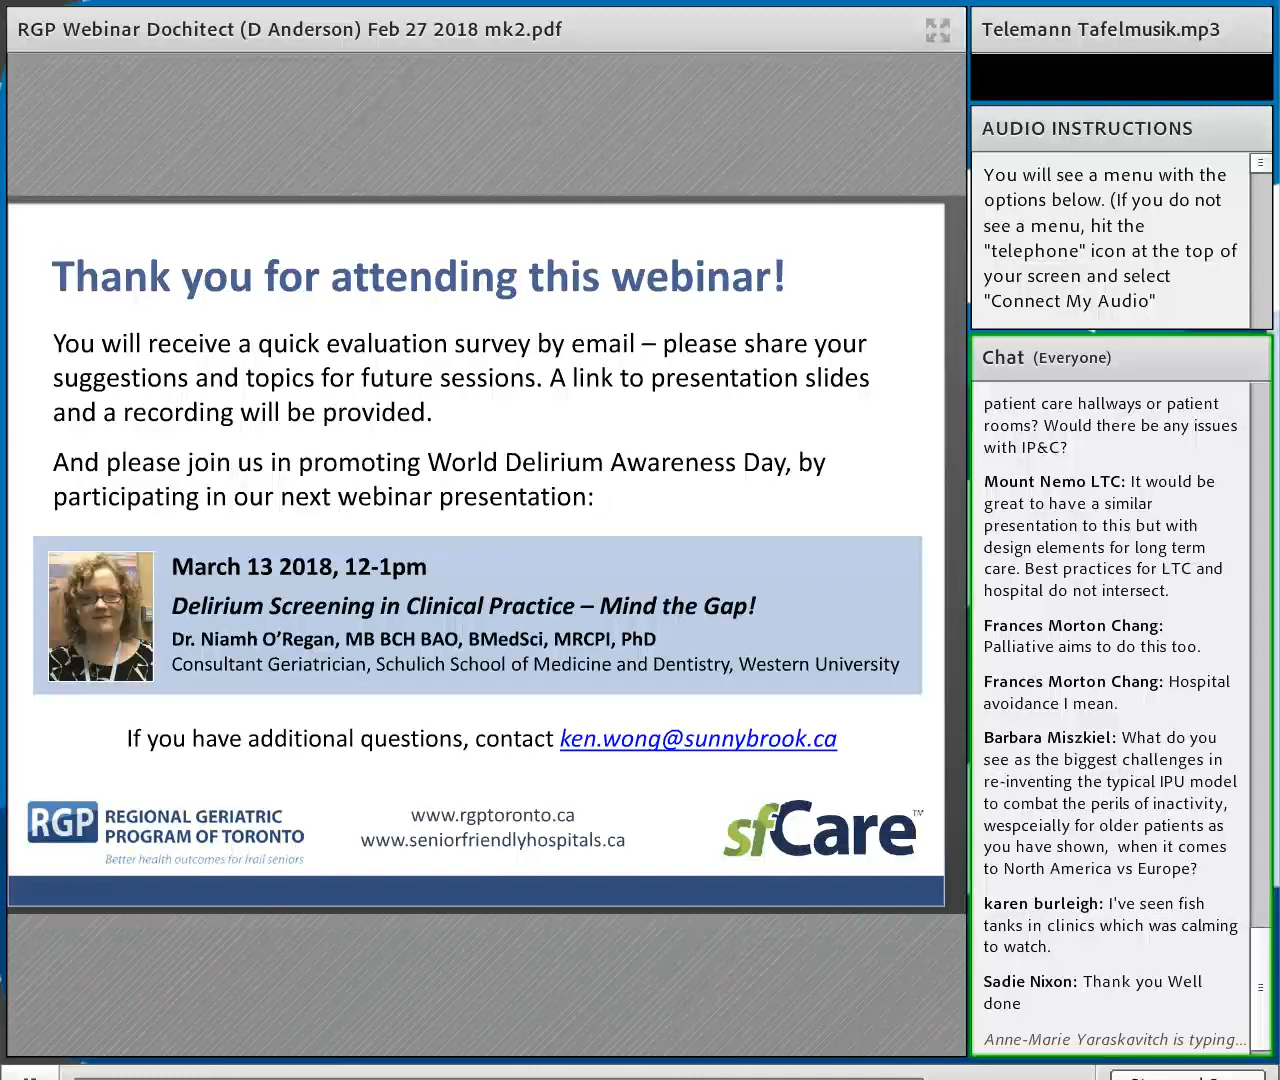 RGP Webinar Dochitect (D Anderson) Feb 27 2018 mk2.pdf
Thank you for attending this webinar!
You will receive a quick evaluation survey by email – please share your
suggestions and topics for future sessions. A link to presentation slides
and a recording will be provided.
And please join us in promoting World Delirium Awareness Day, by
participating in our next webinar presentation:
March 13 2018, 12-1pm
Delirium Screening in Clinical Practice – Mind the Gap!
Dr. Niamh O'Regan, MB BCH BAO, BMedSci, MRCPI, PhD
Consultant Geriatrician, Schulich School of Medicine and Dentistry, Western University
If you have additional questions, contact ken.wong@sunnybrook.ca
RGP REGIONAL GERIATRIC
PROGRAM OF TORONTO
Better health outcomes for frail seniors
www.rgptoronto.ca
www.seniorfriendlyhospitals.ca
sfCare™
Telemann Tafelmusik.mp3
AUDIO INSTRUCTIONS
You will see a menu with the
options below. (If you do not
see a menu, hit the
"telephone" icon at the top of
your screen and select
"Connect My Audio"
Chat (Everyone)
patient care hallways or patient
rooms? Would there be any issues
with IP&C?
Mount Nemo LTC: It would be
great to have a similar
presentation to this but with
design elements for long term
care. Best practices for LTC and
hospital do not intersect.
Frances Morton Chang:
Palliative aims to do this too.
Frances Morton Chang: Hospital
avoidance I mean.
Barbara Miszkiel: What do you
see as the biggest challenges in
re-inventing the typical IPU model
to combat the perils of inactivity,
wespceially for older patients as
you have shown, when it comes
to North America vs Europe?
karen burleigh: I've seen fish
tanks in clinics which was calming
to watch.
Sadie Nixon: Thank you Well
done
Anne-Marie Yaraskavitch is typing...